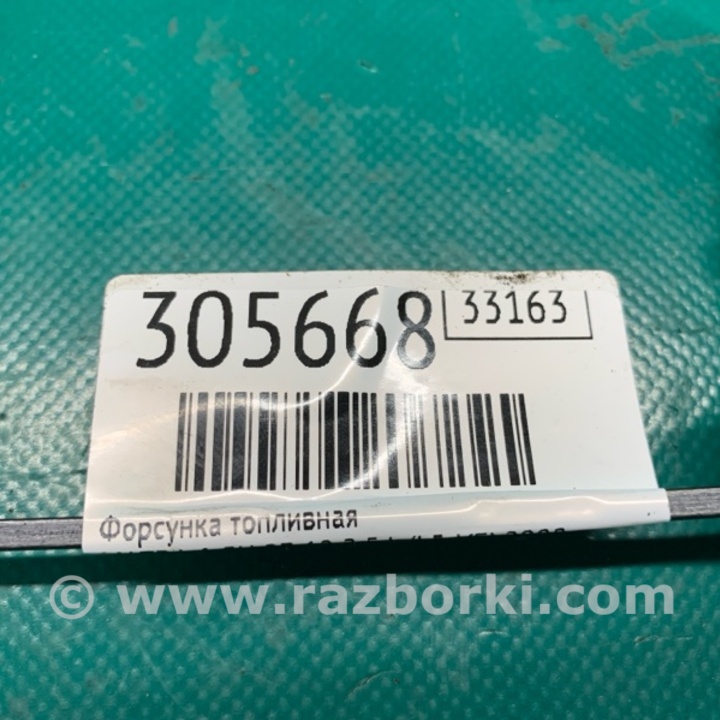 305668
33163
Форсунка топливная
© www.razborki.com